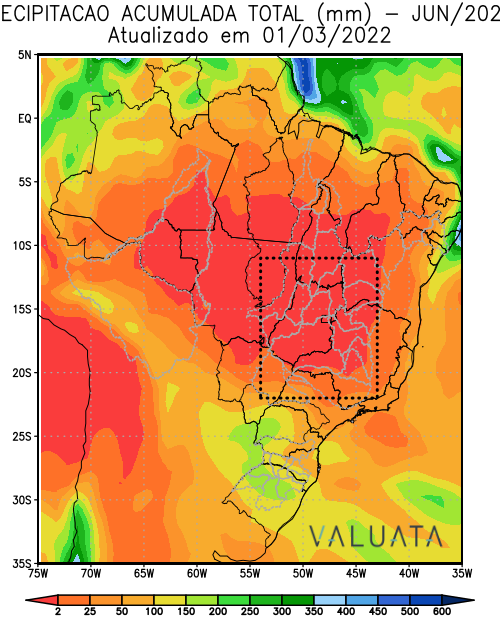 ECIPITACAO ACUMULADA TOTAL (mm) – JUN/202
Atualizado em 01/03/2022
5N
EQ
5S
10S
15S
20S
25S
30S
35S
VALUATA
75W 70W 65W 60W 55W 50W 45W 40W 35W
2 25 50 100 150 200 250 300 350 400 450 500 600